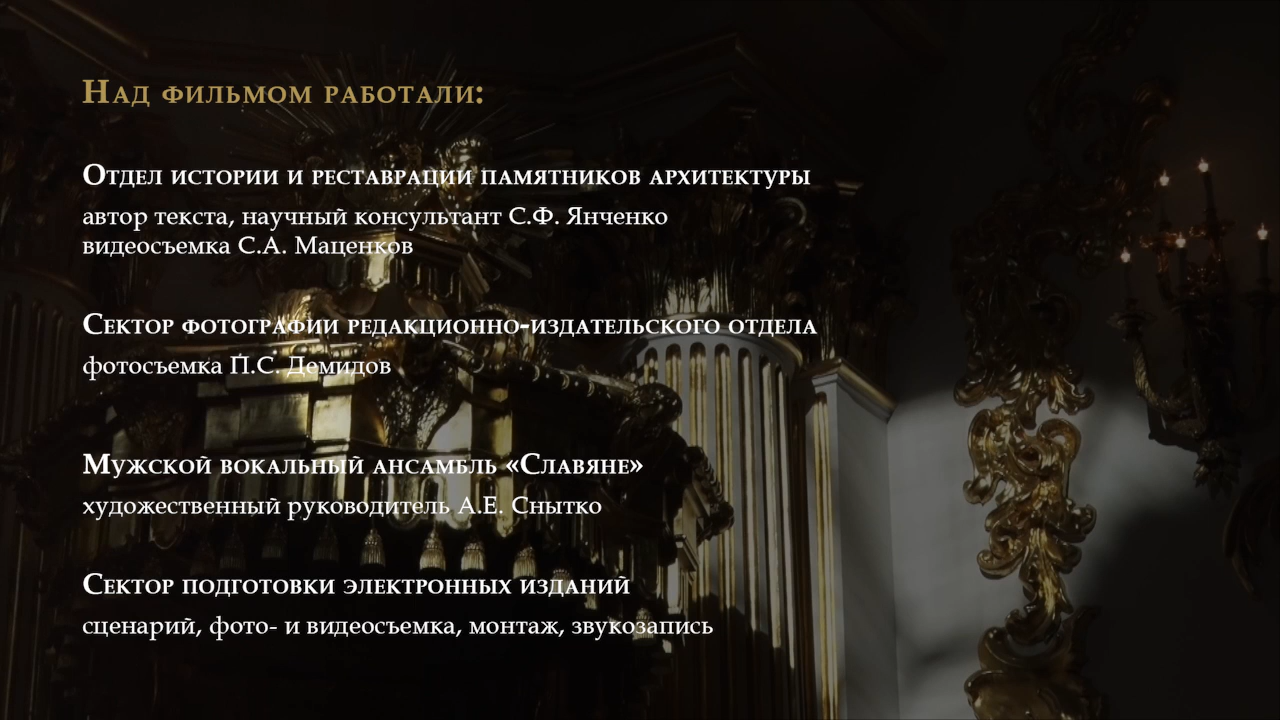 Над фильмом работали:
Отдел истории и реставрации памятников архитектуры
автор текста, научный консультант С.Ф. Янченко
видеосъемка С.А. Маценков
Сектор фотографии редакционно-издательского отдела
фотосъемка П.С. Демидов
Мужской вокальный ансамбль «Славяне»
художественный руководитель А.Е. Снытко
Сектор подготовки электронных изданий
сценарий, фото- и видеосъемка, монтаж, звукозапись